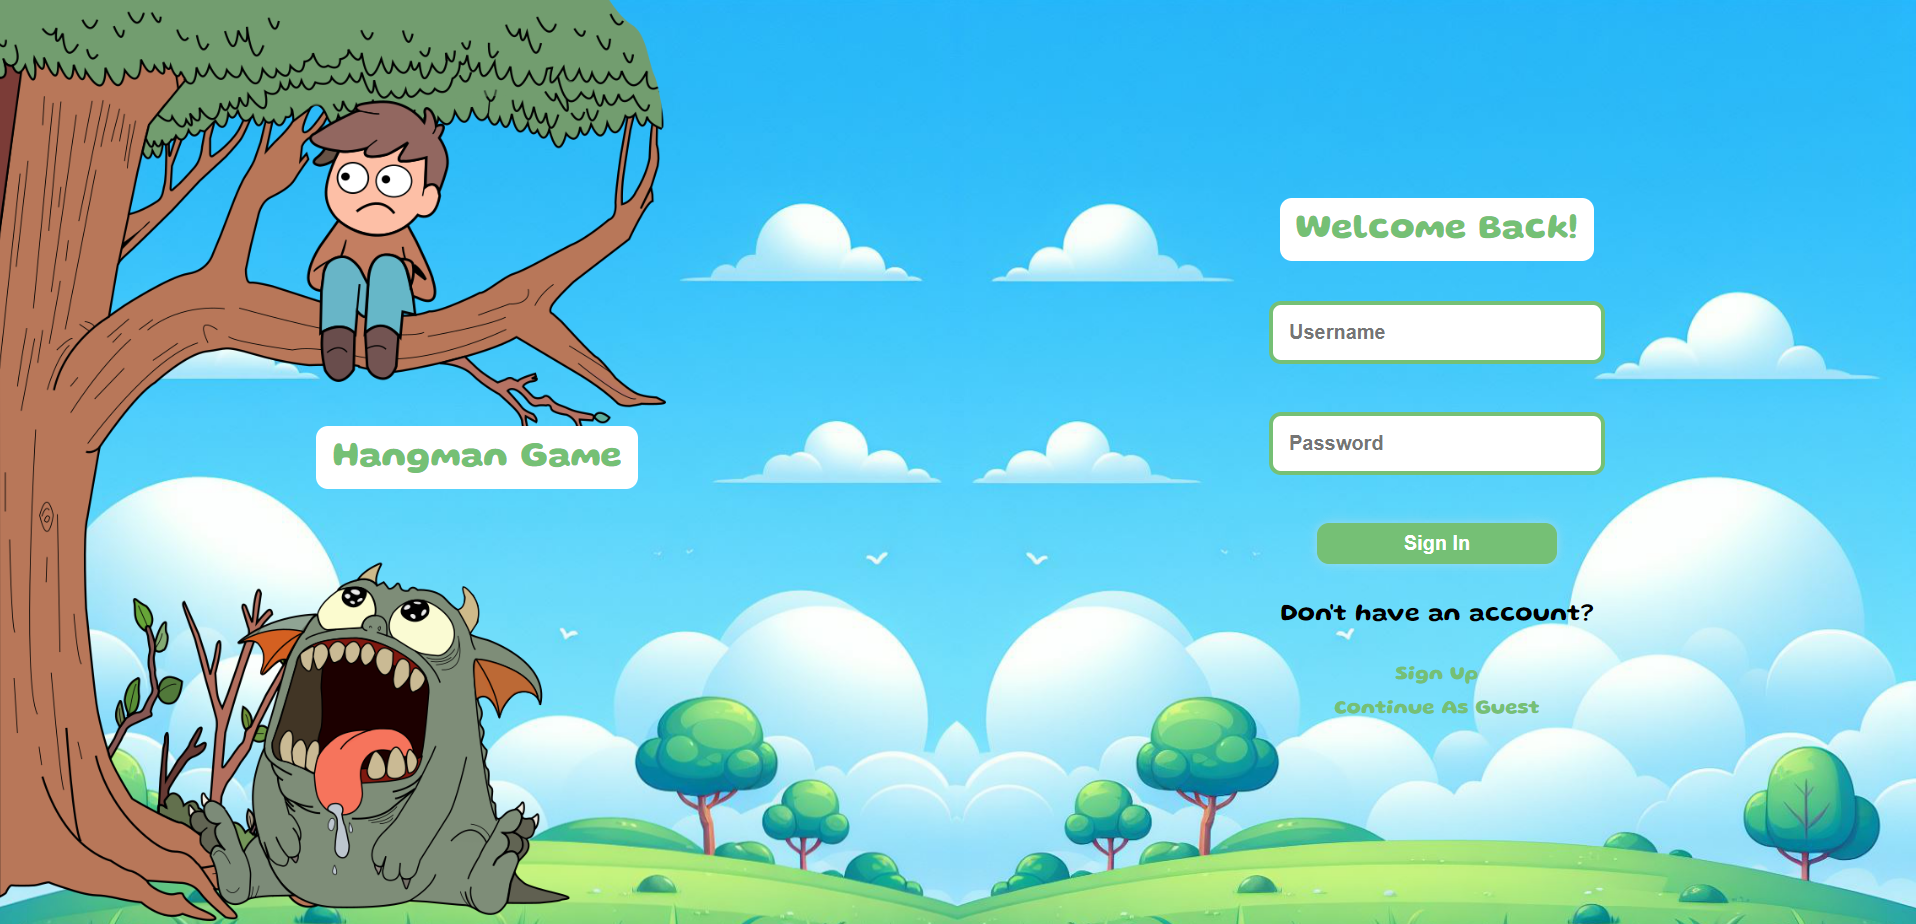 Hangman Game
Welcome Back!
Username
Password
Sign In
Don't have an account?
Sign Up
Continue As Guest